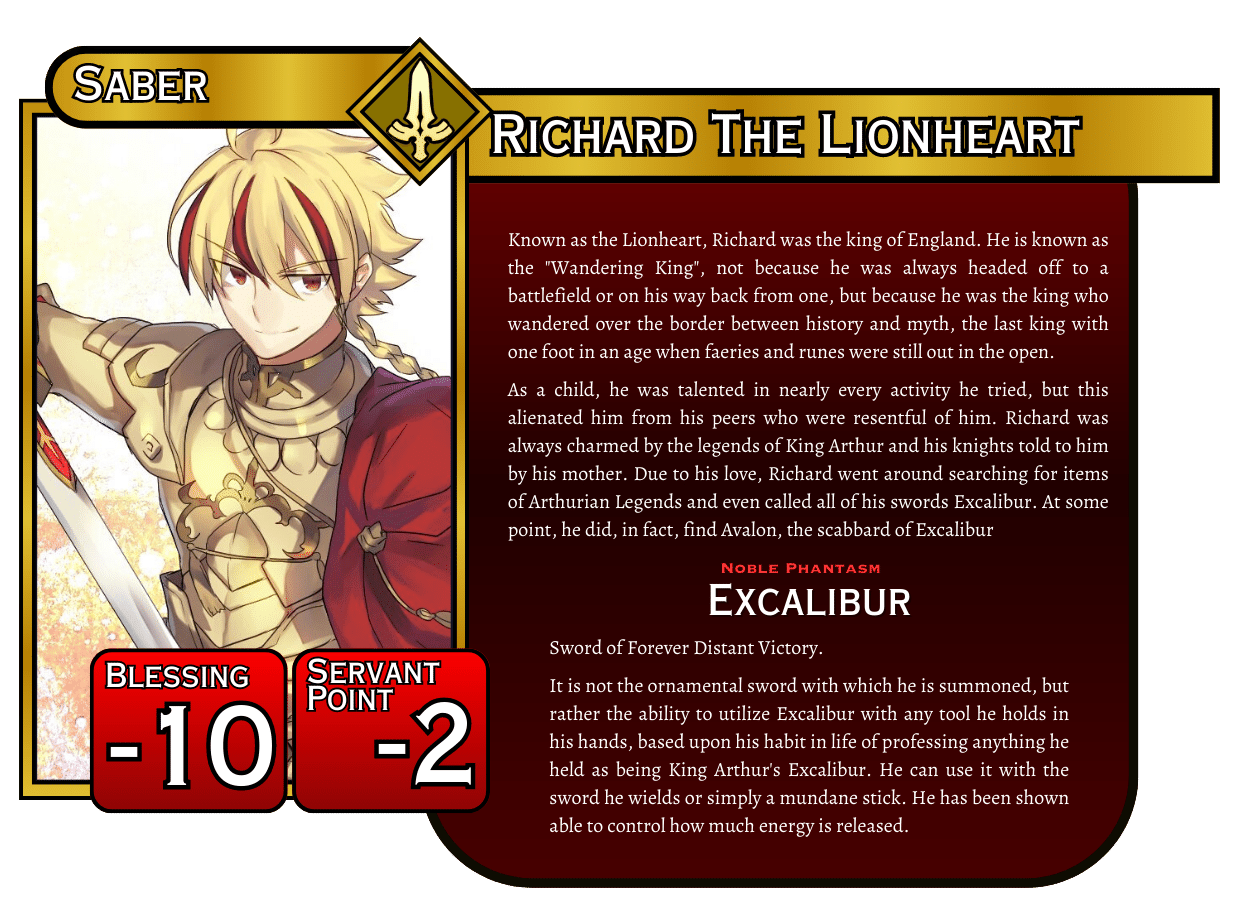 Saber
Richard The Lionheart
Known as the Lionheart, Richard was the king of England. He is known as
the "Wandering King", not because he was always headed off to a
battlefield or on his way back from one, but because he was the king who
wandered over the border between history and myth, the last king with
one foot in an age when faeries and runes were still out in the open.
As a child, he was talented in nearly every activity he tried, but this
alienated him from his peers who were resentful of him. Richard was
always charmed by the legends of King Arthur and his knights told to him
by his mother. Due to his love, Richard went around searching for items
of Arthurian Legends and even called all of his swords Excalibur. At some
point, he did, in fact, find Avalon, the scabbard of Excalibur
Noble Phantasm
Excalibur
Sword of Forever Distant Victory.
It is not the ornamental sword with which he is summoned, but
rather the ability to utilize Excalibur with any tool he holds in
his hands, based upon his habit in life of professing anything he
held as being King Arthur's Excalibur. He can use it with the
sword he wields or simply a mundane stick. He has been shown
able to control how much energy is released.
Blessing
-10
Servant
Point
-2